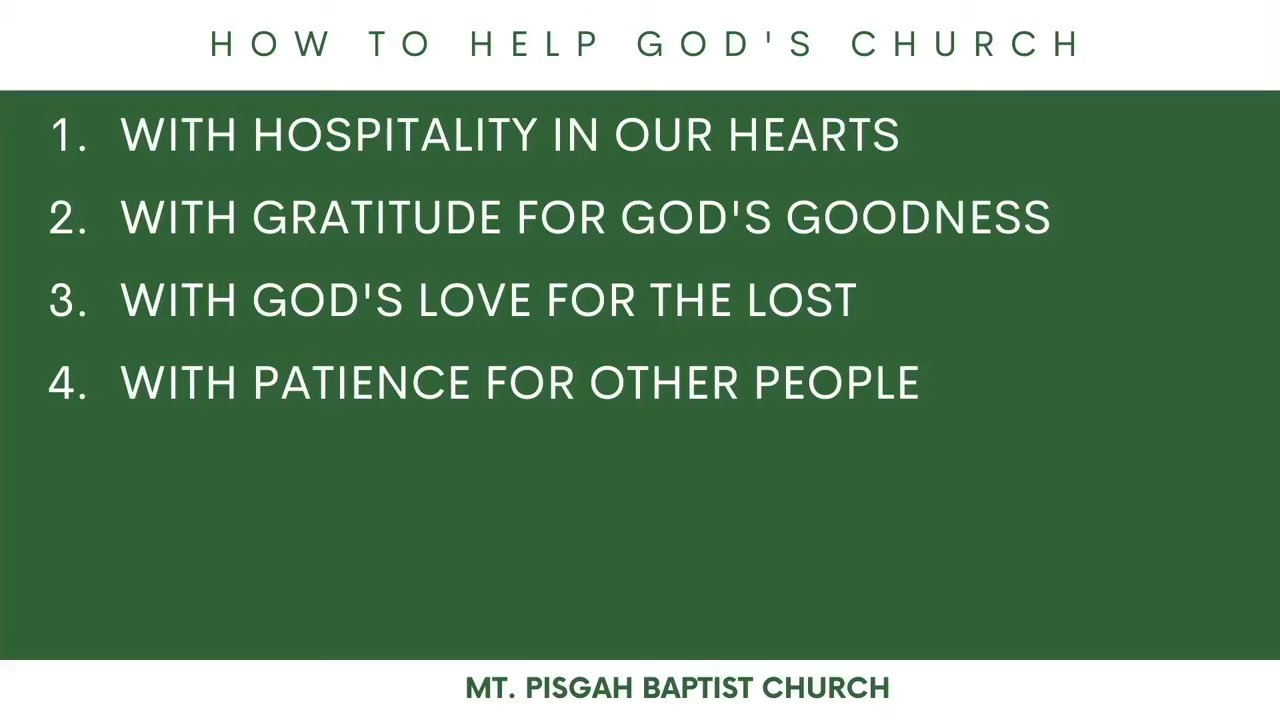 HOW TO HELP GOD'S CHURCH
1. WITH HOSPITALITY IN OUR HEARTS
2. WITH GRATITUDE FOR GOD'S GOODNESS
3. WITH GOD'S LOVE FOR THE LOST
4. WITH PATIENCE FOR OTHER PEOPLE
MT. PISGAH BAPTIST CHURCH